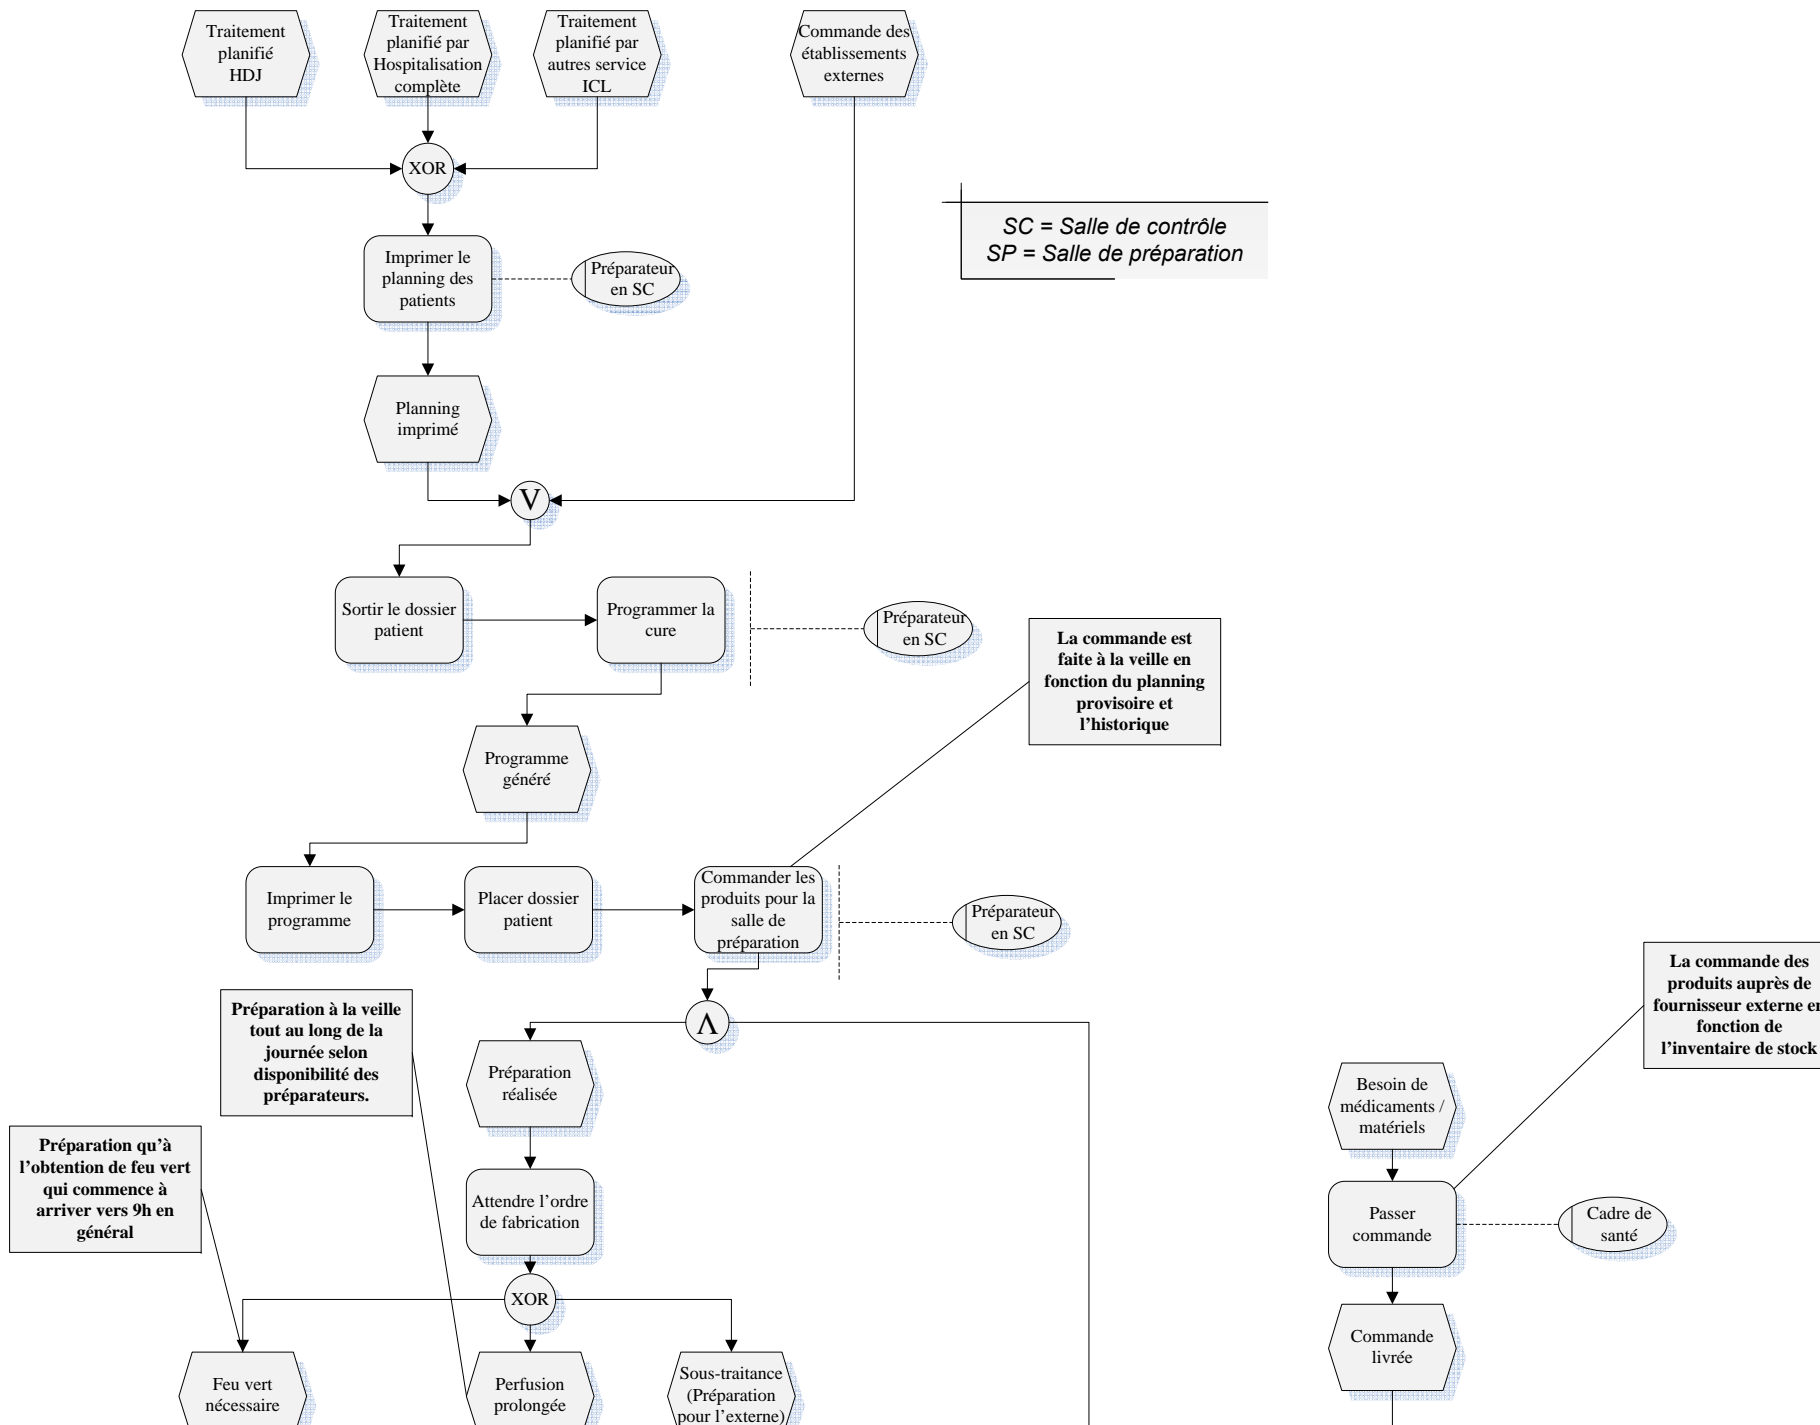 Traitement
planifié
HDJ
Traitement
planifié par
Hospitalisation
complète
Traitement
planifié par
autres service
ICL
Commande des
établissements
externes
XOR
SC = Salle de contrôle
SP = Salle de préparation
Imprimer le
planning des
patients
Préparateur
en SC
Planning
imprimé
V
Sortir le dossier
patient
Programmer la
cure
Préparateur
en SC
La commande est
faite à la veille en
fonction du planning
provisoire et
l’historique
Programme
généré
Imprimer le
programme
Placer dossier
patient
Commander les
produits pour la
salle de
préparation
Préparateur
en SC
La commande des
produits auprès de
fournisseur externe en
fonction de
l’inventaire de stock
Préparation à la veille
tout au long de la
journée selon
disponibilité des
préparateurs.
Λ
Préparation
réalisée
Besoin de
médicaments /
matériels
Préparation qu’à
l’obtention de feu vert
qui commence à
arriver vers 9h en
général
Attendre l’ordre
de fabrication
Passer
commande
Cadre de
santé
XOR
Commande
livrée
Feu vert
nécessaire
Perfusion
prolongée
Sous-traitance
(Préparation
pour l’externe)